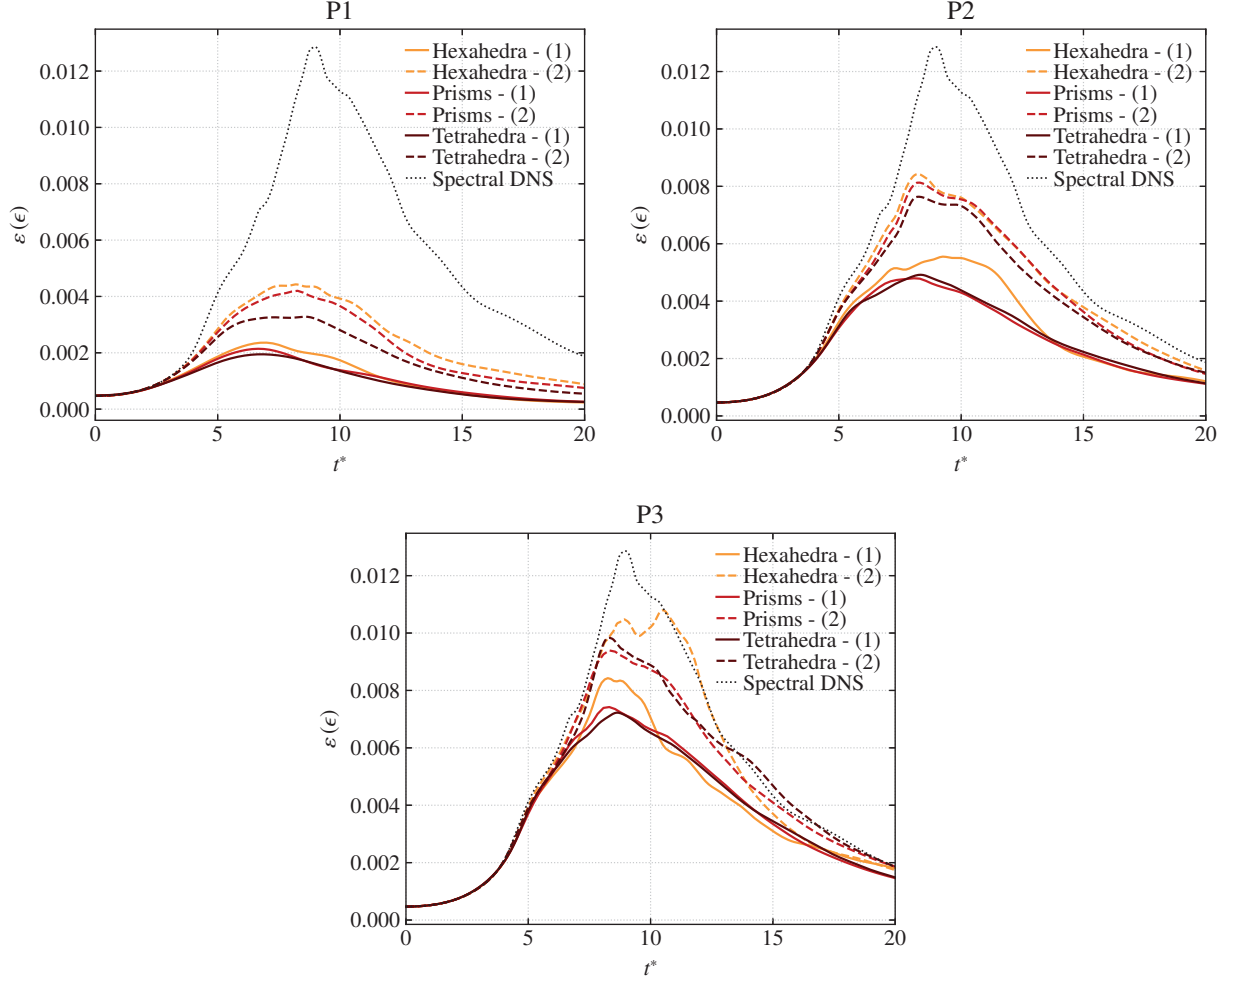 P1
Hexahedra - (1)
Hexahedra - (2)
Prisms - (1)
Prisms - (2)
Tetrahedra - (1)
Tetrahedra - (2)
Spectral DNS
0.012
0.010
0.008
0.006
0.004
0.002
0.000
ε (ϵ)
0 5 10 15 20
t*
P2
Hexahedra - (1)
Hexahedra - (2)
Prisms - (1)
Prisms - (2)
Tetrahedra - (1)
Tetrahedra - (2)
Spectral DNS
0.012
0.010
0.008
0.006
0.004
0.002
0.000
ε (ϵ)
0 5 10 15 20
t*
P3
Hexahedra - (1)
Hexahedra - (2)
Prisms - (1)
Prisms - (2)
Tetrahedra - (1)
Tetrahedra - (2)
Spectral DNS
0.012
0.010
0.008
0.006
0.004
0.002
0.000
ε (ϵ)
0 5 10 15 20
t*